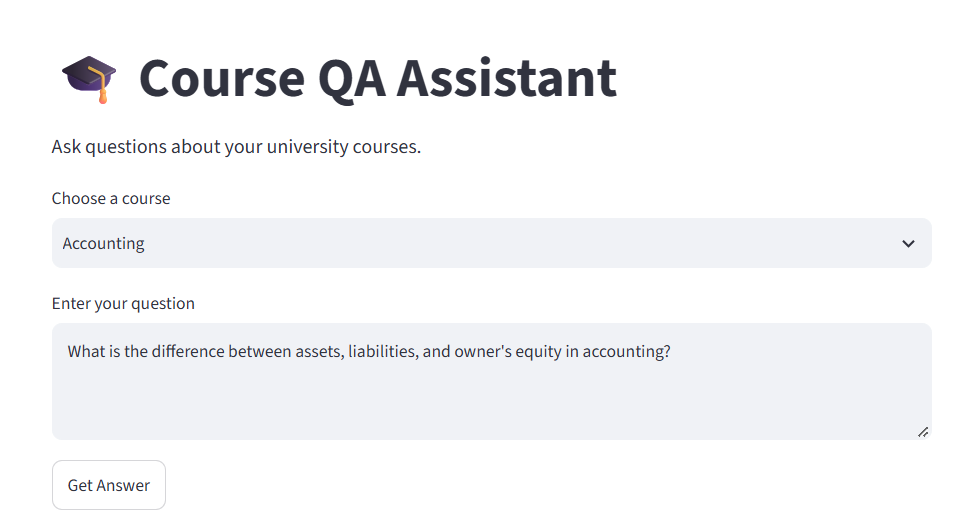 Course QA Assistant
Ask questions about your university courses.
Choose a course
Accounting
Enter your question
What is the difference between assets, liabilities, and owner's equity in accounting?
Get Answer